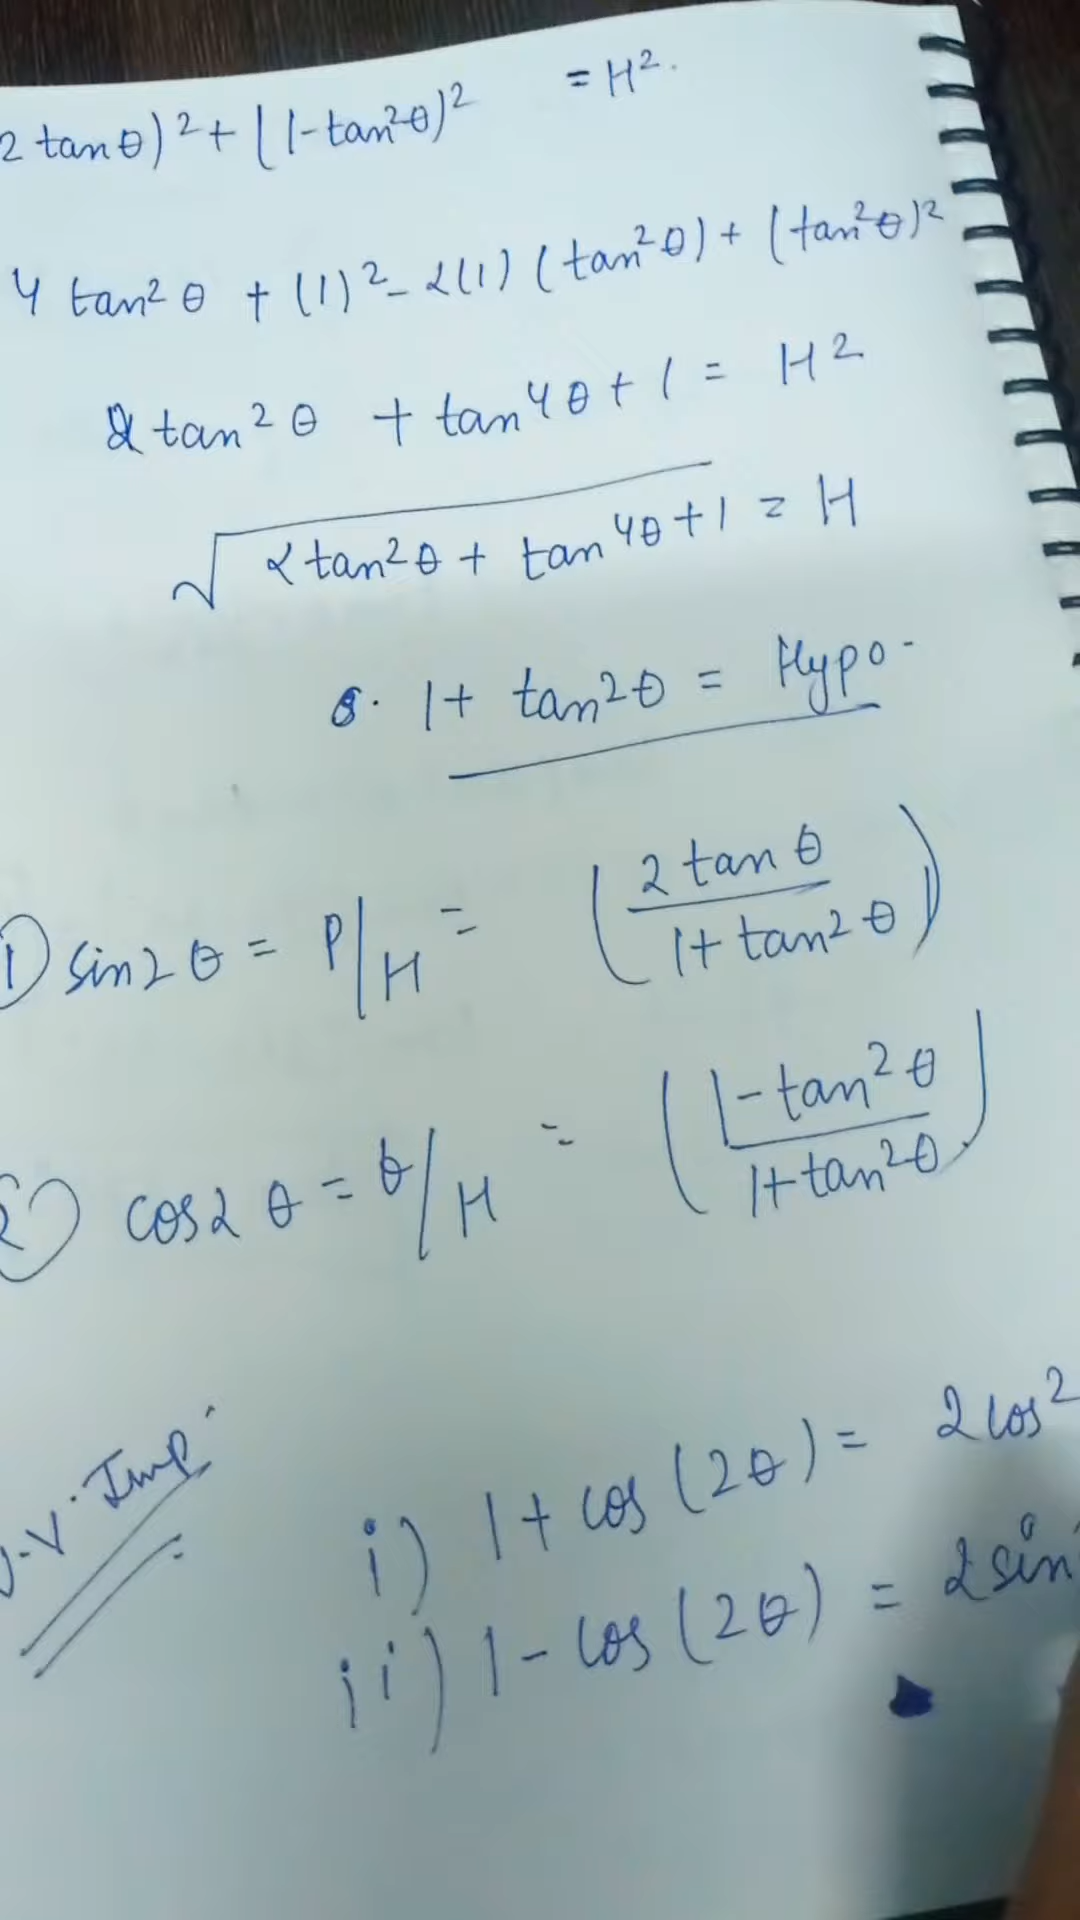 2 tanθ)² + (1-tan²θ)² = H².
4 tan²θ + (1)² - 2(1) (tan²θ) + (tan²θ)²
2 tan²θ + tan⁴θ + 1 = H²
√2tan²θ + tan⁴θ + 1 = H
1 + tan²θ = Hypo.
1) sin2θ = P/H = (2 tanθ / 1 + tan²θ)
2) cos2θ = B/H = (1 - tan²θ / 1 + tan²θ)
V. Imp
i) 1 + cos (2θ) = 2 cos²
ii) 1 - cos (2θ) = 2 sin